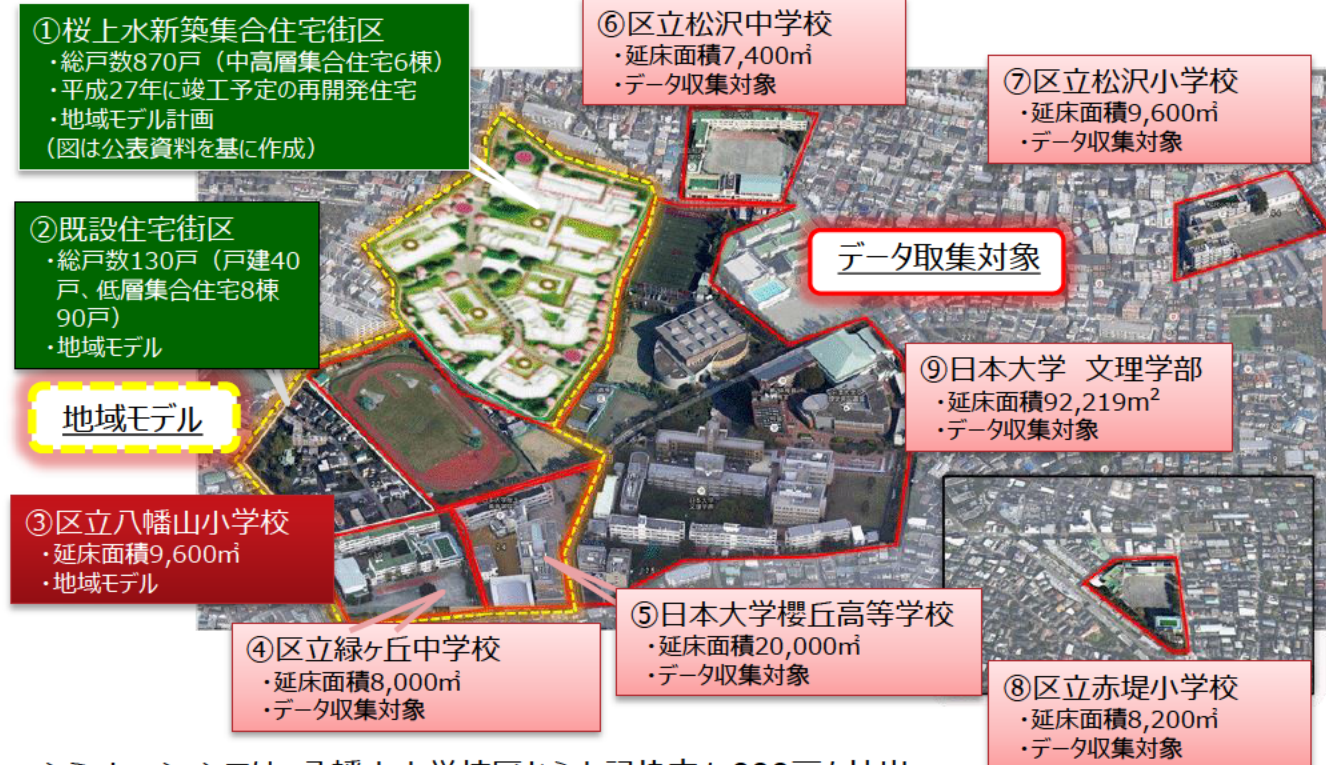 ①桜上水新築集合住宅街区
・総戸数870戸（中高層集合住宅6棟）
・平成27年に竣工予定の再開発住宅
・地域モデル計画
（図は公表資料を基に作成）
⑥区立松沢中学校
・延床面積7,400㎡
・データ収集対象
⑦区立松沢小学校
・延床面積9,600㎡
・データ収集対象
②既設住宅街区
・総戸数130戸（戸建40
戸、低層集合住宅8棟
90戸）
・地域モデル
データ取集対象
地域モデル
⑨日本大学　文理学部
・延床面積92,219m²
・データ収集対象
③区立八幡山小学校
・延床面積9,600㎡
・地域モデル
④区立緑ヶ丘中学校
・延床面積8,000㎡
・データ収集対象
⑤日本大学櫻丘高等学校
・延床面積20,000㎡
・データ収集対象
⑧区立赤堤小学校
・延床面積8,200㎡
・データ収集対象